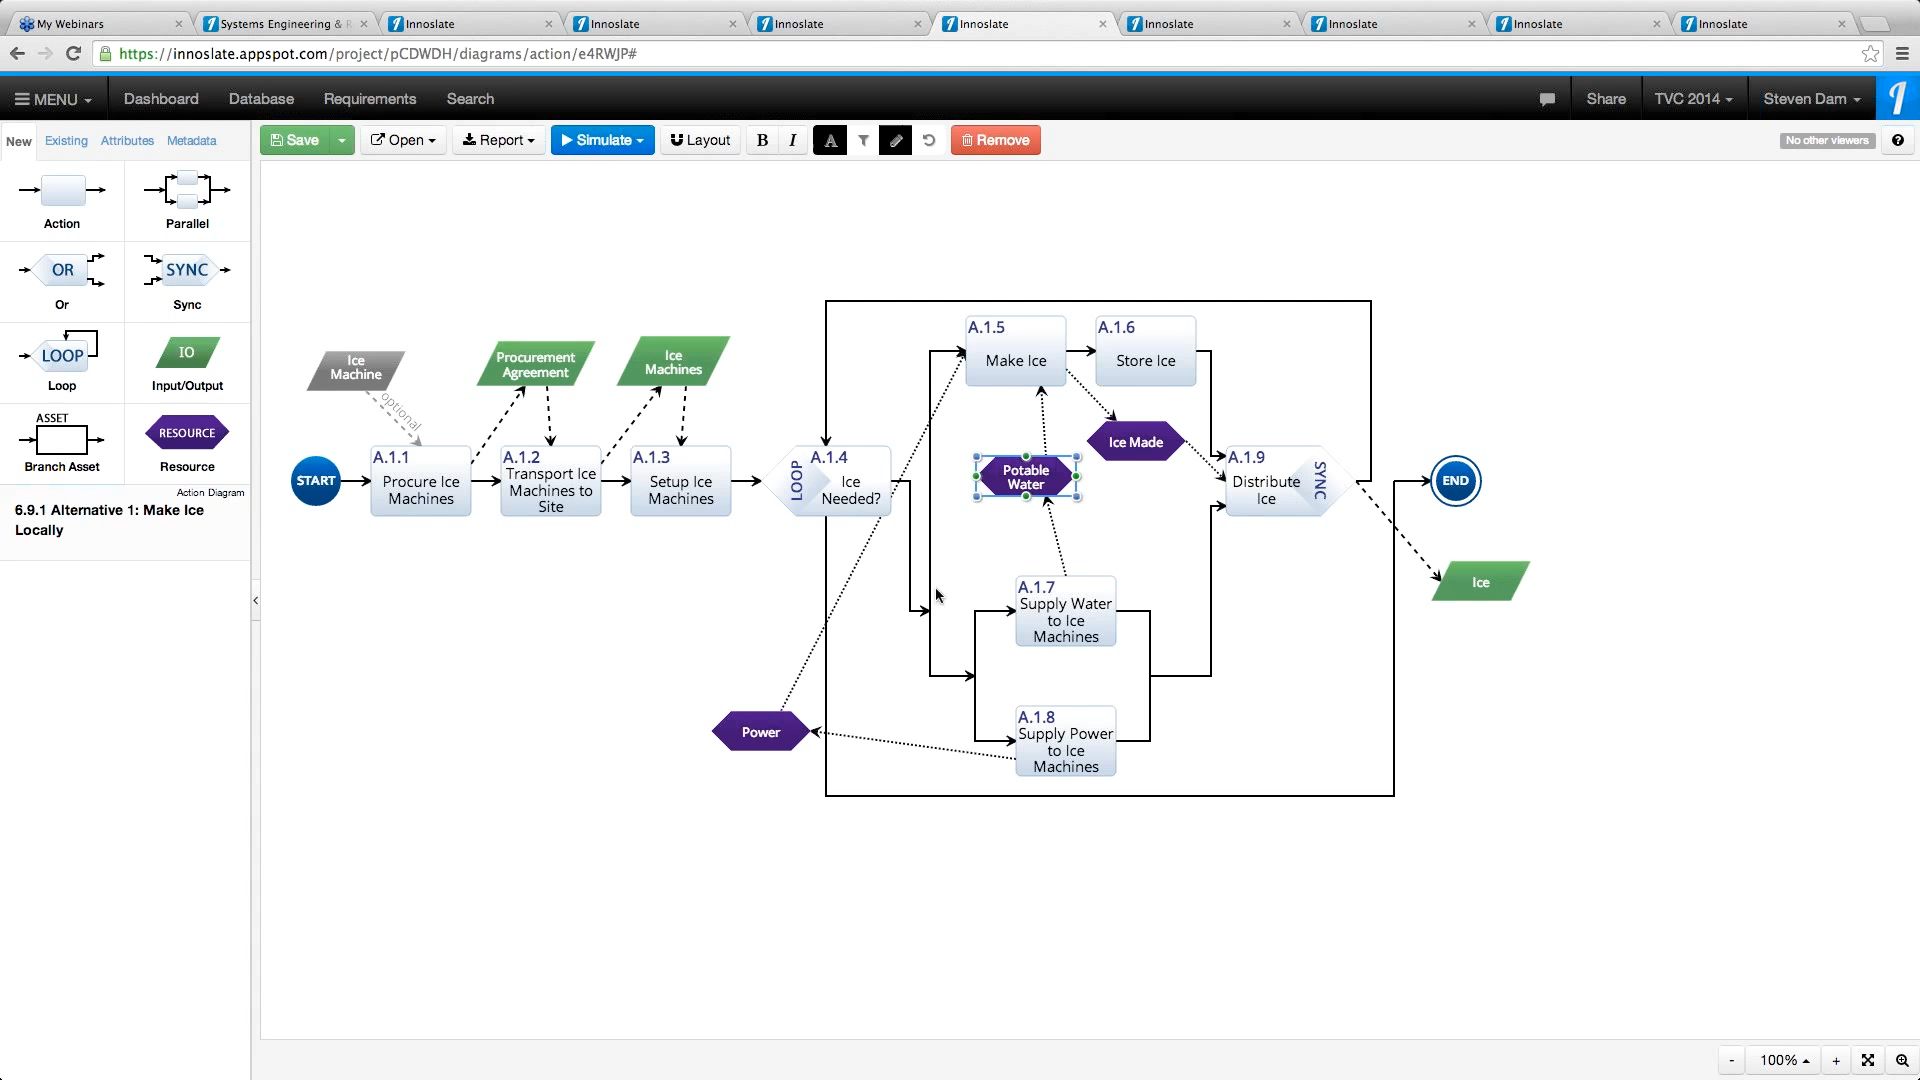 My Webinars
Systems Engineering & R
Innoslate
Innoslate
Innoslate
Innoslate
Innoslate
Innoslate
Innoslate
Innoslate
https://innoslate.appspot.com/project/pCDWDH/diagrams/action/e4RWJP#
MENU
Dashboard
Database
Requirements
Search
Share
TVC 2014
Steven Dam
New
Existing
Attributes
Metadata
Save
Open
Report
Simulate
Layout
B
I
A
Remove
No other viewers
Action
Parallel
OR
Or
SYNC
Sync
LOOP
Loop
IO
Input/Output
ASSET
Branch Asset
RESOURCE
Resource
Action Diagram
6.9.1 Alternative 1: Make Ice
Locally
START
Ice
Machine
optional
A.1.1
Procure Ice
Machines
Procurement
Agreement
A.1.2
Transport Ice
Machines to
Site
Ice
Machines
A.1.3
Setup Ice
Machines
LOOP
A.1.4
Ice
Needed?
A.1.5
Make Ice
A.1.6
Store Ice
Ice Made
Potable
Water
A.1.7
Supply Water
to Ice
Machines
A.1.8
Supply Power
to Ice
Machines
Power
A.1.9
Distribute
Ice
SYNC
END
Ice
-
100%
+